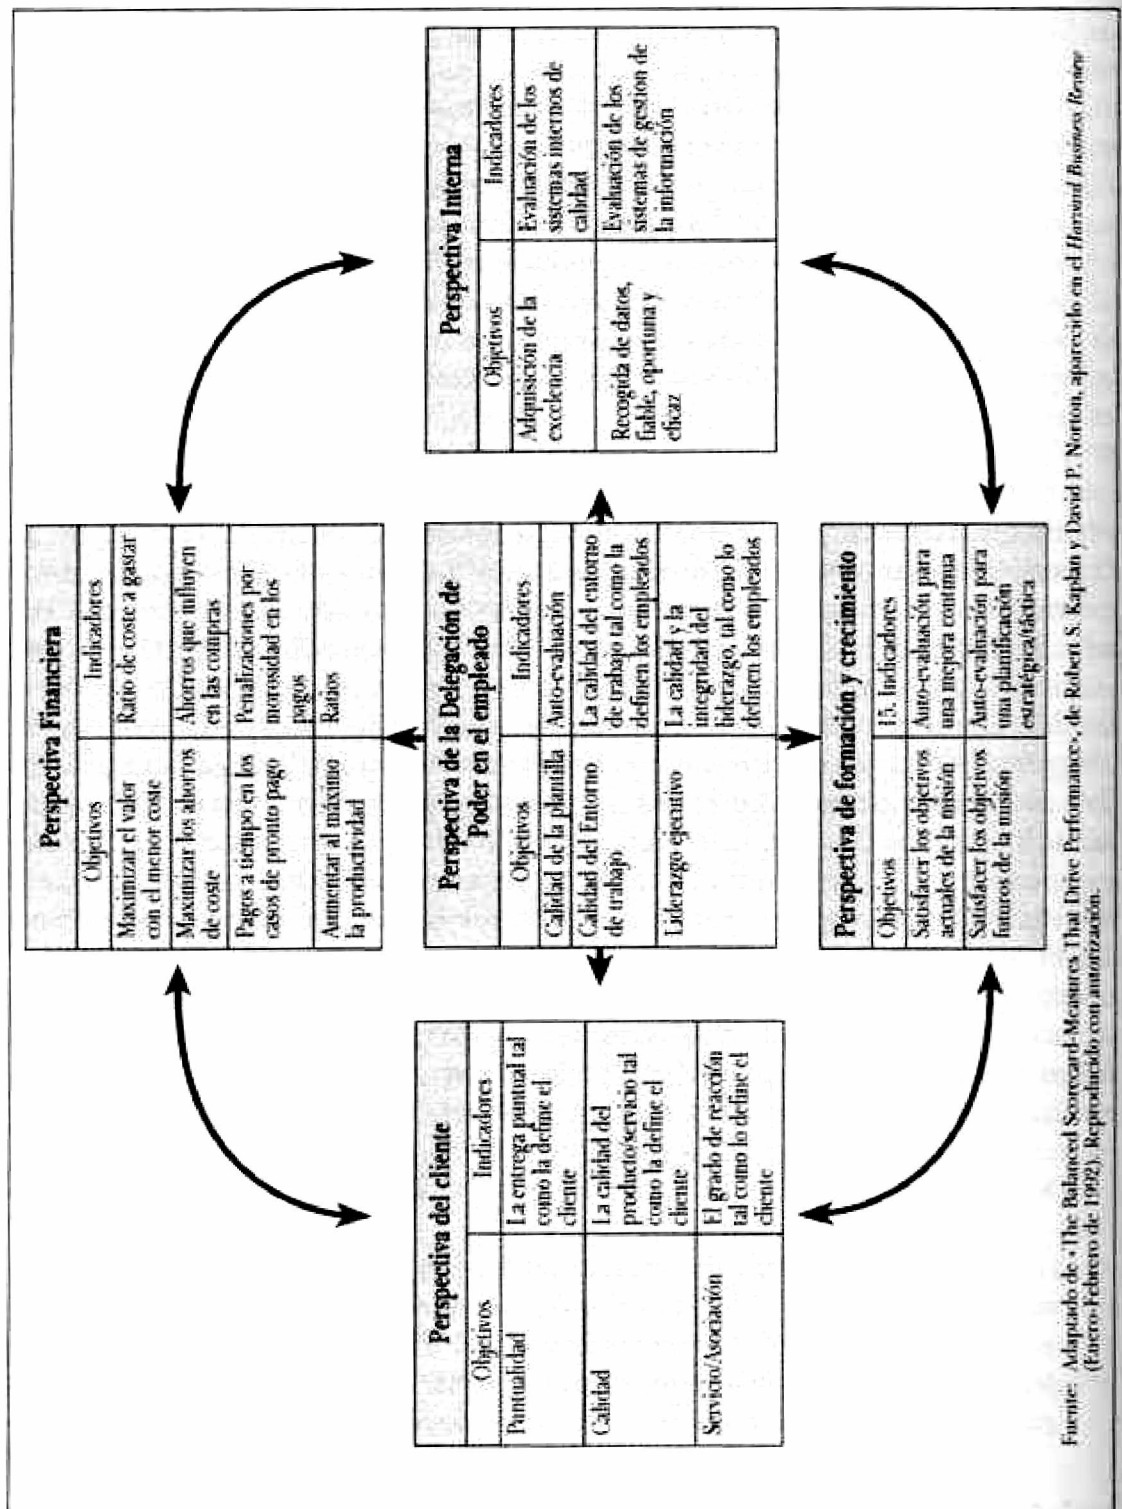 Perspectiva Financiera
Objetivos
Indicadores
Maximizar el valor
con el menor coste
Ratio de coste a gastar
Maximizar los ahorros
de coste
Ahorros que influyen
en las compras
Pagos a tiempo en los
casos de pronto pago
Penalizaciones por
morosidad en los
pagos
Aumentar al máximo
la productividad
Ratios
Perspectiva del cliente
Objetivos
Indicadores
Puntualidad
La entrega puntual tal
como la define el
cliente
Calidad
La calidad del
producto/servicio tal
como la define el
cliente
Servicio/Asociación
El grado de reacción
tal como lo define el
cliente
Perspectiva de la Delegación de
Poder en el empleado
Objetivos
Indicadores
Calidad de la plantilla
Auto-evaluación
Calidad del Entorno
de trabajo
La calidad del entorno
de trabajo tal como la
definen los empleados
Liderazgo ejecutivo
La calidad y la
integridad del
liderazgo, tal como lo
definen los empleados
Perspectiva Interna
Objetivos
Indicadores
Adquisición de la
excelencia
Evaluación de los
sistemas internos de
calidad
Recogida de datos,
fiable, oportuna y
eficaz
Evaluación de los
sistemas de gestion de
la información
Perspectiva de formación y crecimiento
Objetivos
15. Indicadores
Satisfacer los objetivos
actuales de la misión
Auto-evaluación para
una mejora continua
Satisfacer los objetivos
futuros de la misión
Auto-evaluación para
una planificación
estratégica/táctica
Fuente: Adaptado de «The Balanced Scorecard-Measures That Drive Performance», de Robert S. Kaplan y David P. Norton, aparecido en el Harvard Business Review
(Enero-Febrero de 1992). Reproducido con autorización.